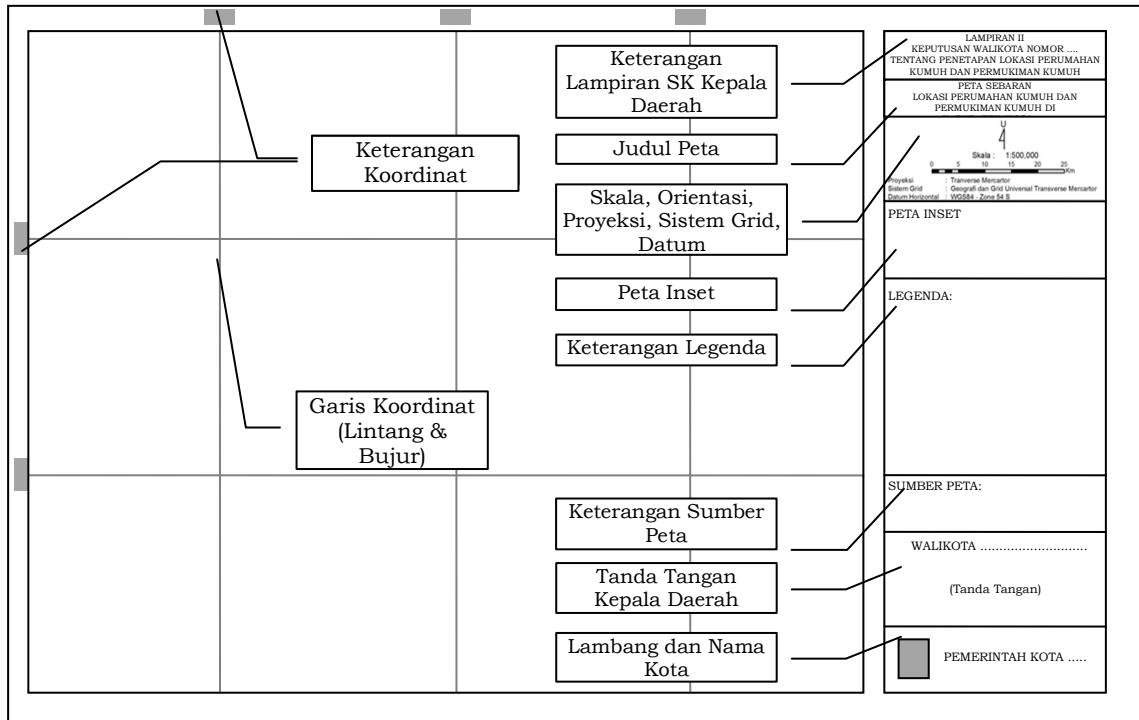 Keterangan
Koordinat
Garis Koordinat
(Lintang &
Bujur)
Keterangan
Lampiran SK Kepala
Daerah
Judul Peta
Skala, Orientasi,
Proyeksi, Sistem Grid,
Datum
Peta Inset
Keterangan Legenda
Keterangan Sumber
Peta
Tanda Tangan
Kepala Daerah
Lambang dan Nama
Kota
LAMPIRAN II
KEPUTUSAN WALIKOTA NOMOR ....
TENTANG PENETAPAN LOKASI PERUMAHAN
KUMUH DAN PERMUKIMAN KUMUH
PETA SEBARAN
LOKASI PERUMAHAN KUMUH DAN
PERMUKIMAN KUMUH DI
U
Skala : 1:500,000
0 5 10 15 20 25
Km
Proyeksi : Tranverse Mercartor
Sistem Grid : Geografi dan Grid Universal Transverse Mercartor
Datum Horizontal : WGS84 - Zone 54 S
PETA INSET
LEGENDA:
SUMBER PETA:
WALIKOTA ............................
(Tanda Tangan)
PEMERINTAH KOTA .....